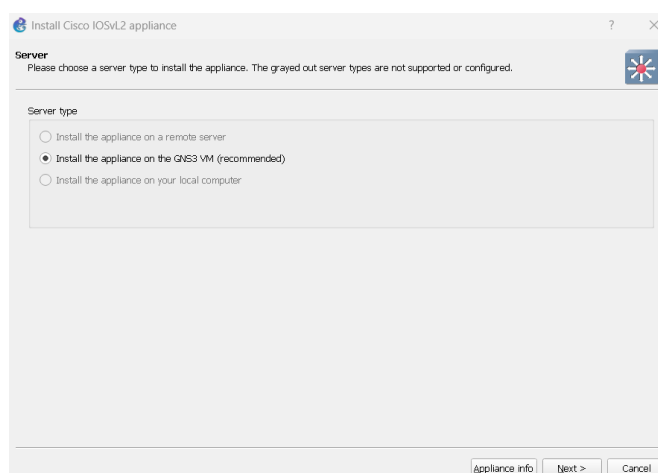 Install Cisco IOSvL2 appliance
Server
Please choose a server type to install the appliance. The grayed out server types are not supported or configured.
Server type
Install the appliance on a remote server
Install the appliance on the GNS3 VM (recommended)
Install the appliance on your local computer
Appliance info Next > Cancel